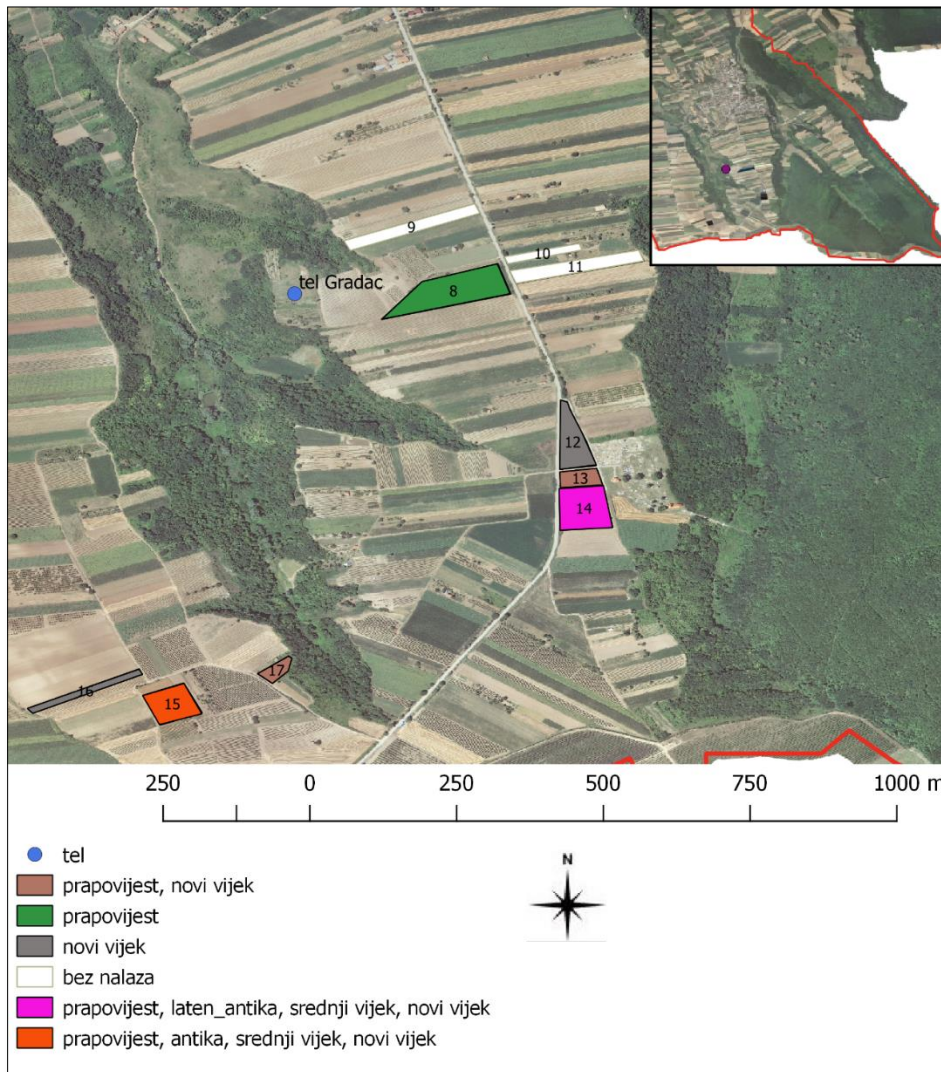 9
10
11
tel Gradac
8
12
13
14
17
16
15
250 0 250 500 750 1000 m
tel
N
prapovijest, novi vijek
prapovijest
novi vijek
bez nalaza
prapovijest, laten_antika, srednji vijek, novi vijek
prapovijest, antika, srednji vijek, novi vijek